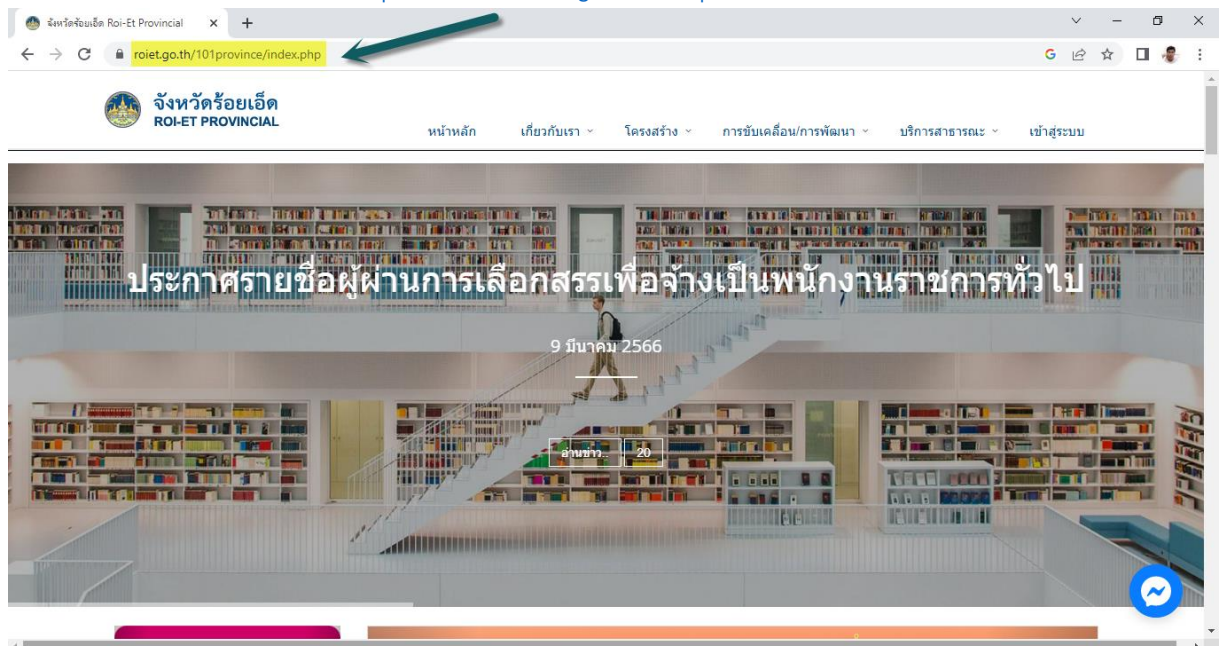 จังหวัดร้อยเอ็ด Roi-Et Provincial
roiet.go.th/101province/index.php
จังหวัดร้อยเอ็ด
ROI-ET PROVINCIAL
หน้าหลัก เกี่ยวกับเรา โครงสร้าง การขับเคลื่อน/การพัฒนา บริการสาธารณะ เข้าสู่ระบบ
ประกาศรายชื่อผู้ผ่านการเลือกสรรเพื่อจ้างเป็นพนักงานราชการทั่วไป
9 มีนาคม 2566
อ่านข่าว.. 20